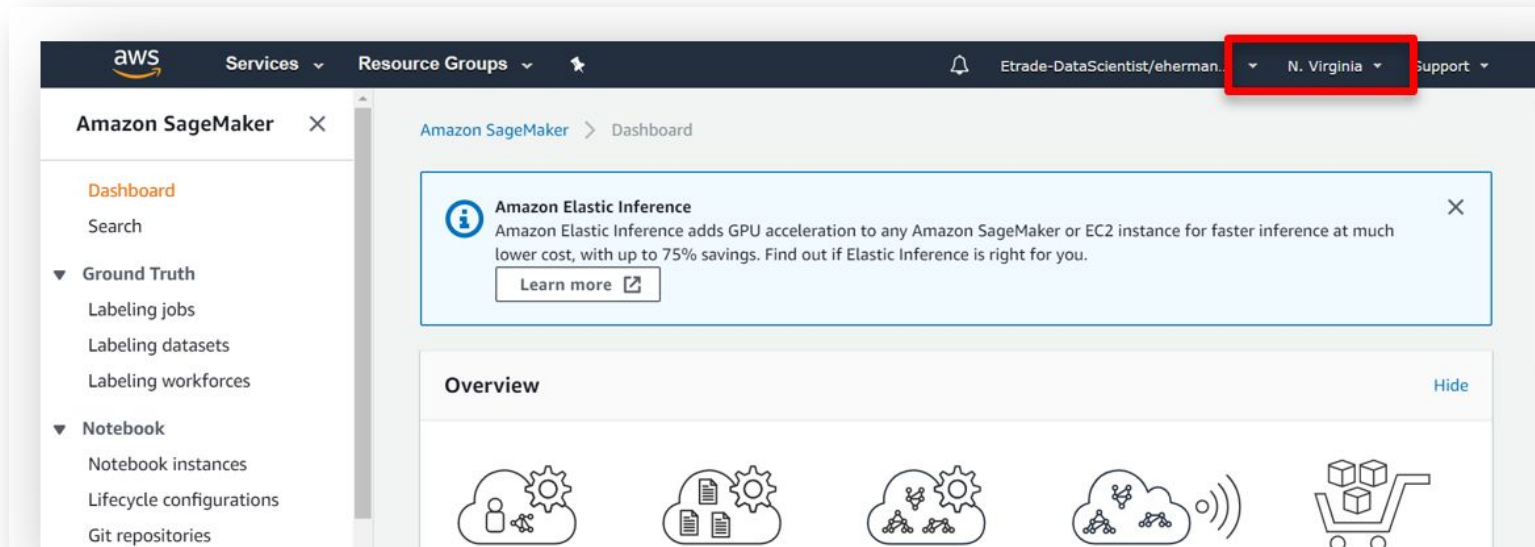 aws Services Resource Groups Etrade-DataScientist/eherman... N. Virginia Support
Amazon SageMaker
Dashboard
Search
Ground Truth
Labeling jobs
Labeling datasets
Labeling workforces
Notebook
Notebook instances
Lifecycle configurations
Git repositories
Amazon SageMaker > Dashboard
Amazon Elastic Inference
Amazon Elastic Inference adds GPU acceleration to any Amazon SageMaker or EC2 instance for faster inference at much
lower cost, with up to 75% savings. Find out if Elastic Inference is right for you.
Learn more
Overview Hide